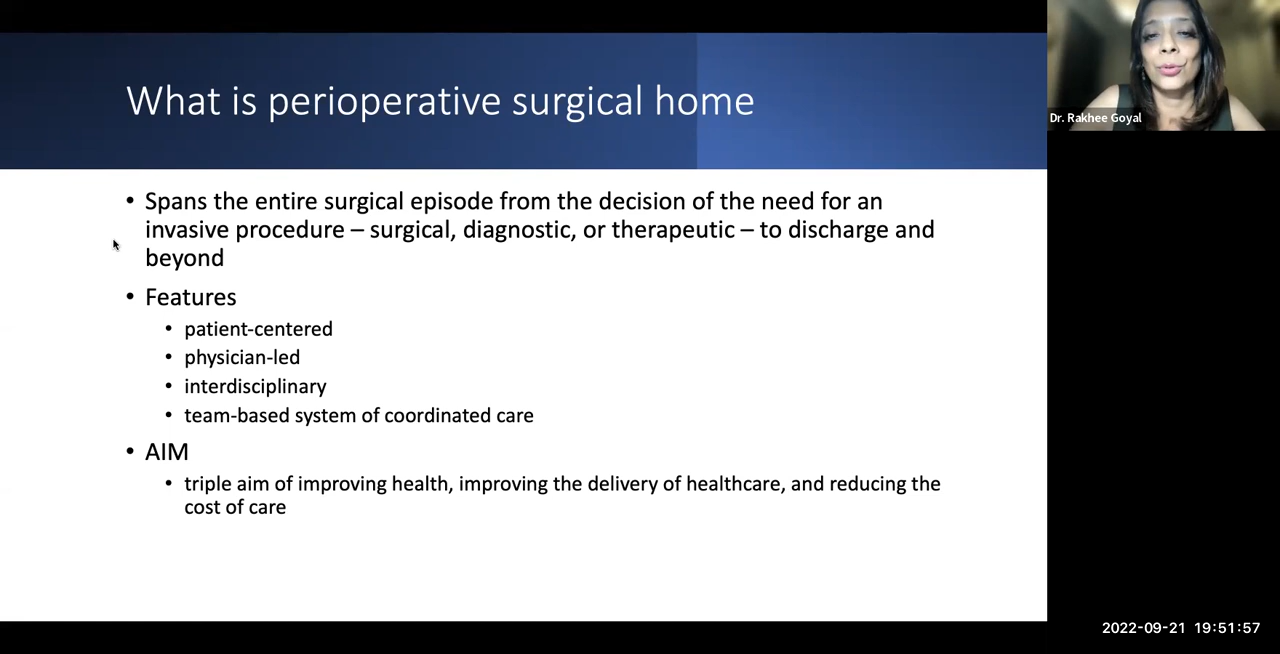 What is perioperative surgical home
Dr. Rakhee Goyal
• Spans the entire surgical episode from the decision of the need for an
invasive procedure – surgical, diagnostic, or therapeutic – to discharge and
beyond
• Features
• patient-centered
• physician-led
• interdisciplinary
• team-based system of coordinated care
• AIM
• triple aim of improving health, improving the delivery of healthcare, and reducing the
cost of care
2022-09-21 19:51:57